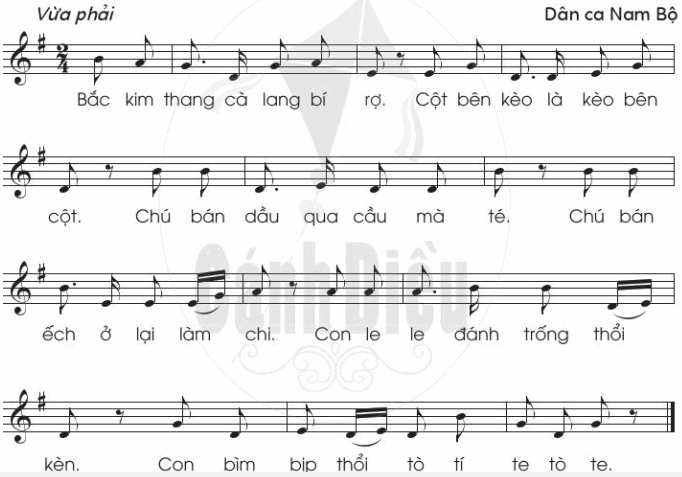 Vừa phải
Dân ca Nam Bộ
2
4
Bắc kim thang cà lang bí rợ. Cột bên kèo là kèo bên
cột. Chú bán dầu qua cầu mà té. Chú bán
Cánh Diều
ếch ở lại làm chi. Con le le đánh trống thổi
kèn. Con bìm bịp thổi tò tí te tò te.